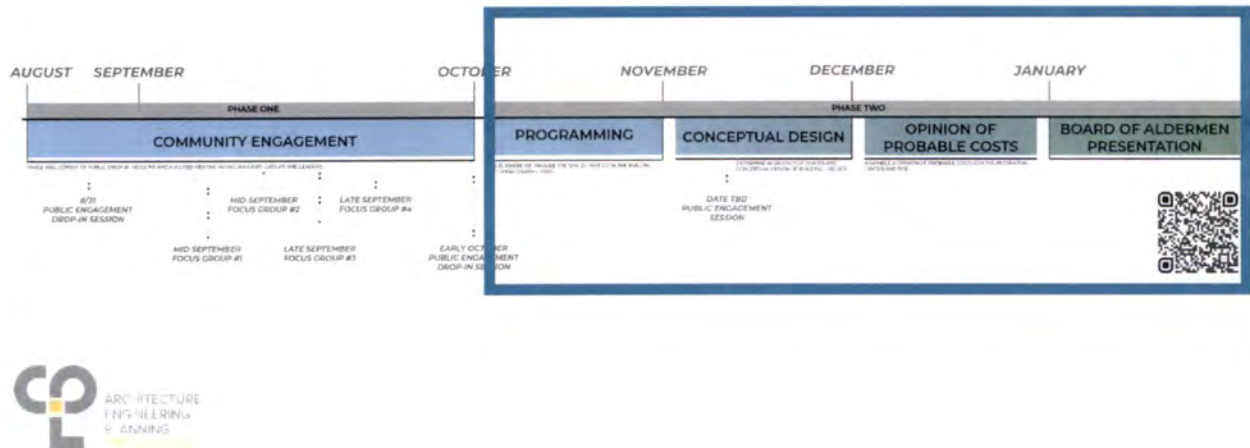 AUGUST SEPTEMBER OCTOBER NOVEMBER DECEMBER JANUARY
PHASE ONE PHASE TWO
COMMUNITY ENGAGEMENT
PROGRAMMING
CONCEPTUAL DESIGN
OPINION OF
PROBABLE COSTS
BOARD OF ALDERMEN
PRESENTATION
8/31
PUBLIC ENGAGEMENT
DROP-IN SESSION
MID SEPTEMBER
FOCUS GROUP #2
LATE SEPTEMBER
FOCUS GROUP #4
DATE TBD
PUBLIC ENGAGEMENT
SESSION
MID SEPTEMBER
FOCUS GROUP #1
LATE SEPTEMBER
FOCUS GROUP #3
EARLY OCTOBER
PUBLIC ENGAGEMENT
DROP-IN SESSION
ARCHITECTURE
ENGINEERING
PLANNING